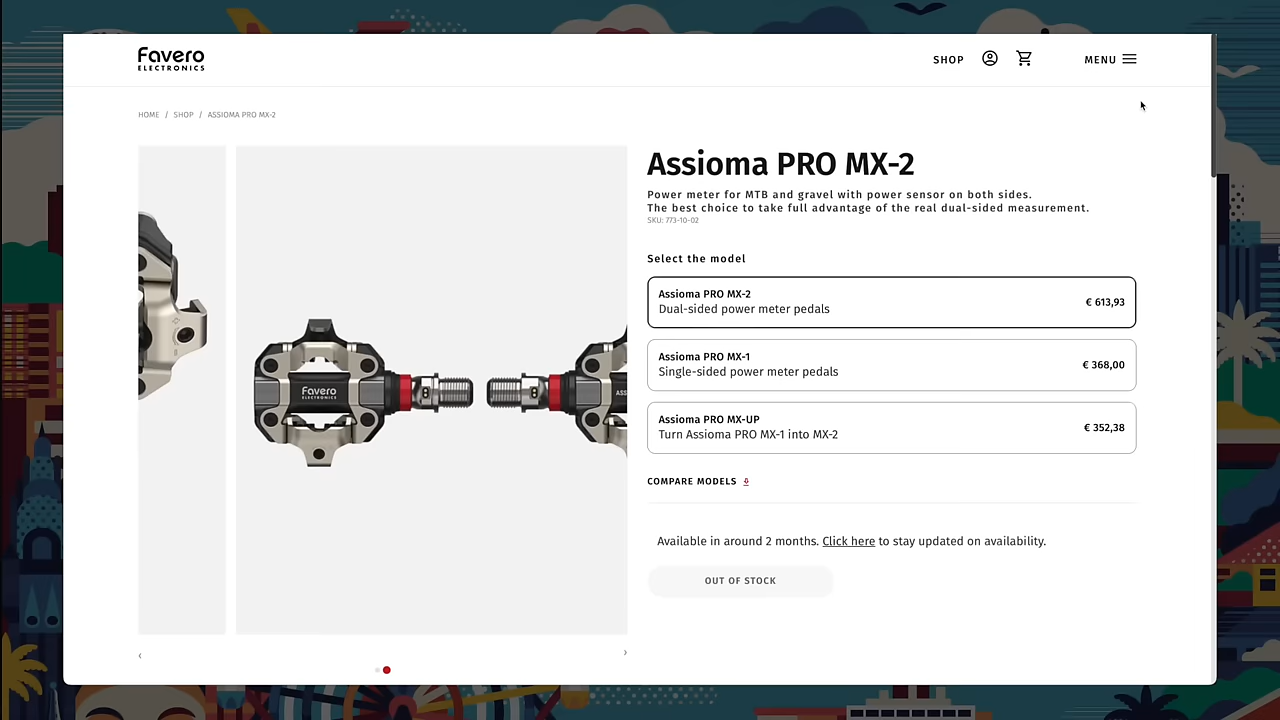 Favero
ELECTRONICS
SHOP
MENU
HOME / SHOP / ASSIOMA PRO MX-2
Assioma PRO MX-2
Power meter for MTB and gravel with power sensor on both sides.
The best choice to take full advantage of the real dual-sided measurement.
SKU: 773-10-02
Select the model
Assioma PRO MX-2
Dual-sided power meter pedals
€ 613,93
Assioma PRO MX-1
Single-sided power meter pedals
€ 368,00
Assioma PRO MX-UP
Turn Assioma PRO MX-1 into MX-2
€ 352,38
COMPARE MODELS
Available in around 2 months. Click here to stay updated on availability.
OUT OF STOCK
Favero
ELECTRONICS
ASS